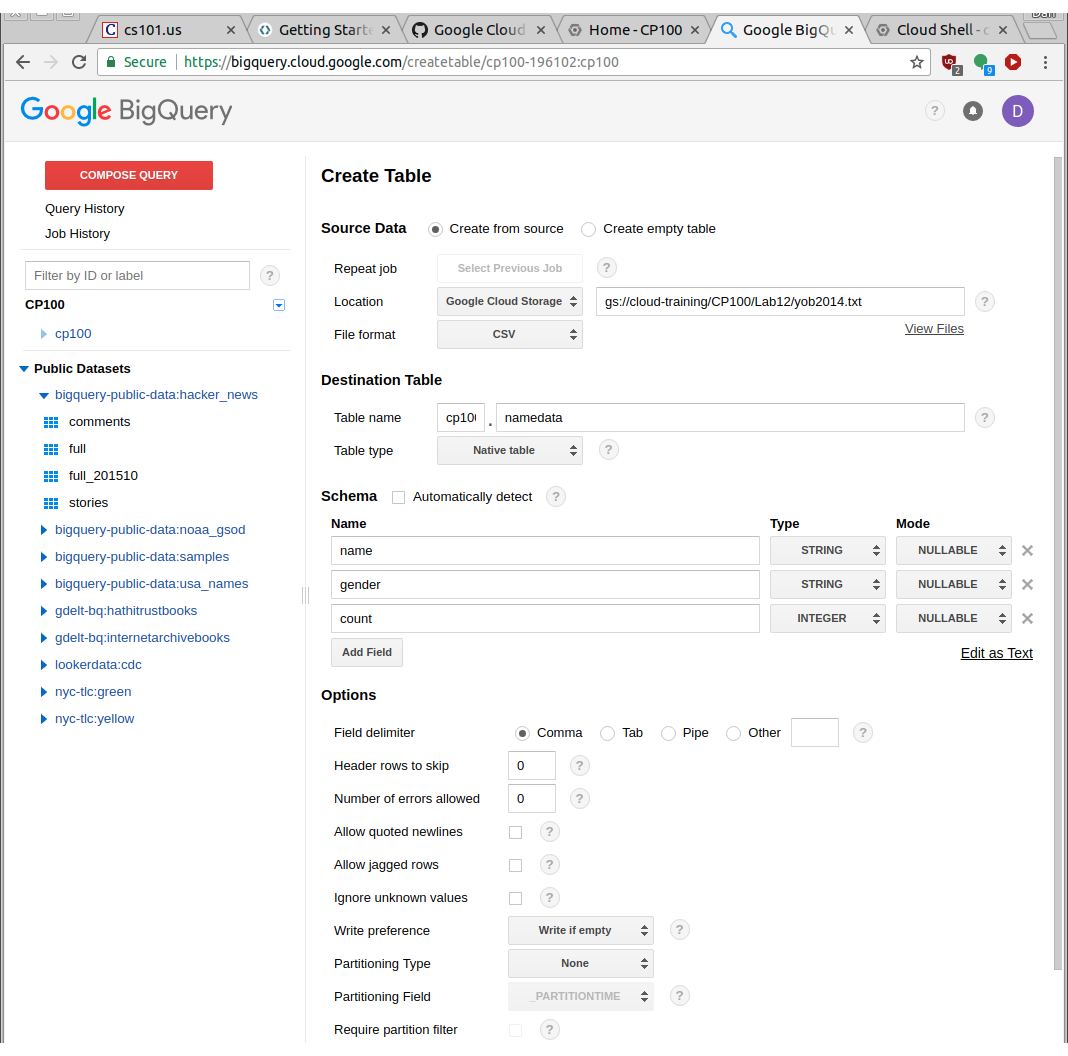 cs101.us
Getting Starte
Google Cloud
Home - CP100
Google BigQu
Cloud Shell - c
Secure https://bigquery.cloud.google.com/createtable/cp100-196102:cp100
2
9
Google BigQuery
?
D
COMPOSE QUERY
Query History
Job History
Filter by ID or label ?
CP100
cp100
Public Datasets
bigquery-public-data:hacker_news
comments
full
full_201510
stories
bigquery-public-data:noaa_gsod
bigquery-public-data:samples
bigquery-public-data:usa_names
gdelt-bq:hathitrustbooks
gdelt-bq:internetarchivebooks
lookerdata:cdc
nyc-tlc:green
nyc-tlc:yellow
Create Table
Source Data Create from source Create empty table
Repeat job Select Previous Job ?
Location Google Cloud Storage gs://cloud-training/CP100/Lab12/yob2014.txt ?
File format CSV View Files
Destination Table
Table name cp100 . namedata ?
Table type Native table ?
Schema Automatically detect ?
Name Type Mode
name STRING NULLABLE
gender STRING NULLABLE
count INTEGER NULLABLE
Add Field Edit as Text
Options
Field delimiter Comma Tab Pipe Other ?
Header rows to skip 0 ?
Number of errors allowed 0 ?
Allow quoted newlines ?
Allow jagged rows ?
Ignore unknown values ?
Write preference Write if empty ?
Partitioning Type None
Partitioning Field _PARTITIONTIME ?
Require partition filter ?